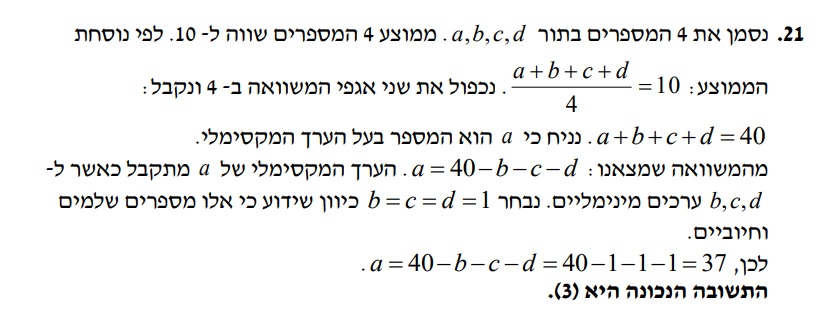 21. נסמן את 4 המספרים בתור a,b,c,d. ממוצע 4 המספרים שווה ל- 10. לפי נוסחת
הממוצע: (a+b+c+d)/4 = 10. נכפול את שני אגפי המשוואה ב- 4 ונקבל:
a+b+c+d = 40. נניח כי a הוא המספר בעל הערך המקסימלי.
מהמשוואה שמצאנו: a = 40−b−c−d. הערך המקסימלי של a מתקבל כאשר ל-
b,c,d ערכים מינימליים. נבחר b = c = d = 1 כיוון שידוע כי אלו מספרים שלמים
וחיוביים.
לכן, a = 40−b−c−d = 40−1−1−1 = 37.
התשובה הנכונה היא (3).